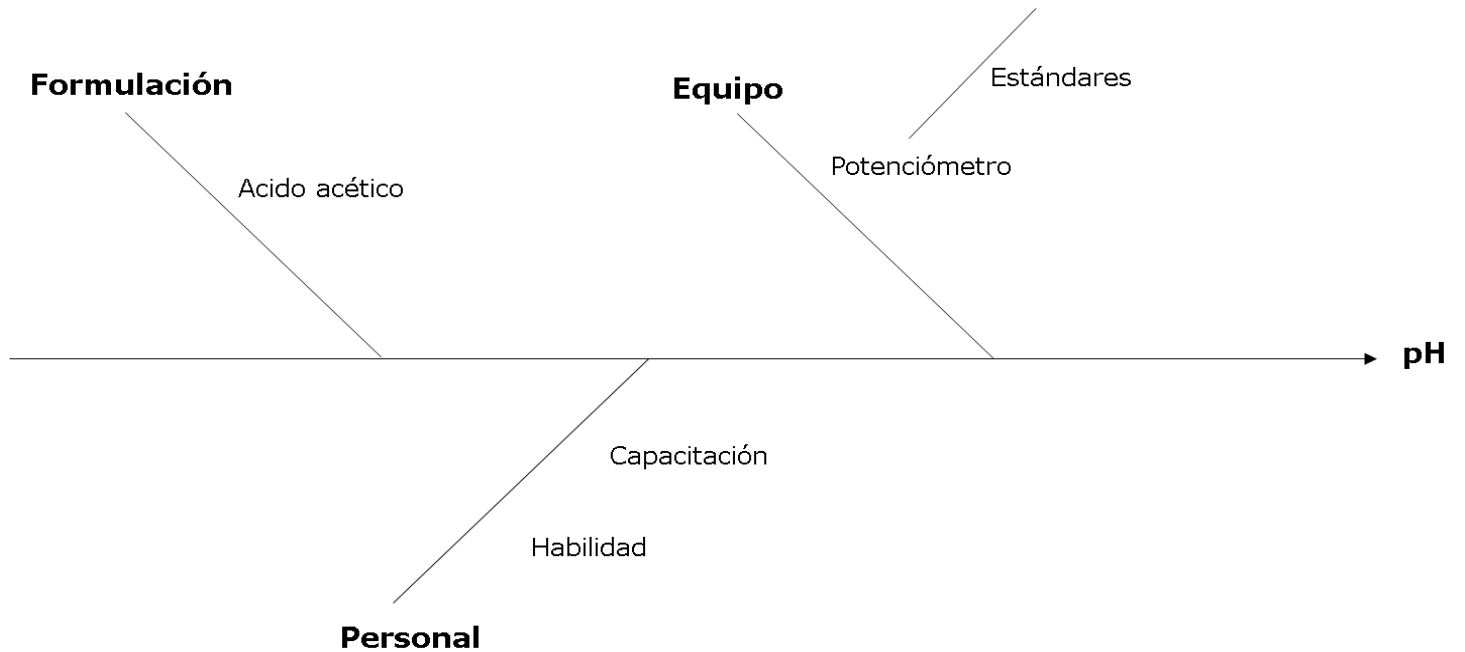 Formulación
Equipo
Estándares
Potenciómetro
Acido acético
pH
Capacitación
Habilidad
Personal